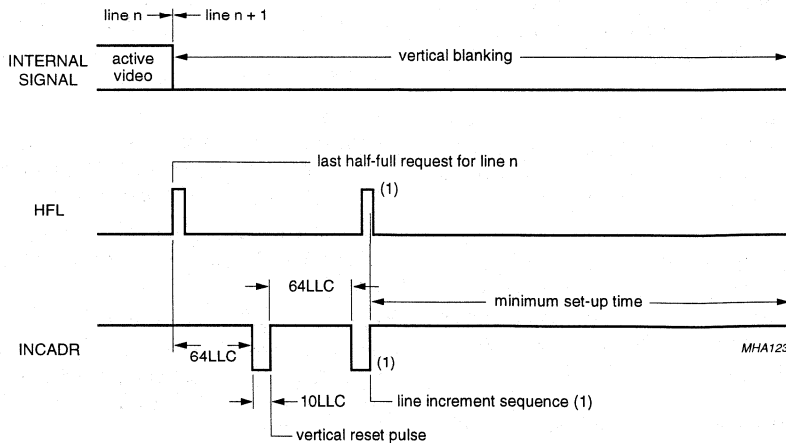 line n
line n + 1
INTERNAL
SIGNAL
active
video
vertical blanking
last half-full request for line n
HFL
(1)
64LLC
minimum set-up time
INCADR
64LLC
(1)
MHA123
10LLC
line increment sequence (1)
vertical reset pulse